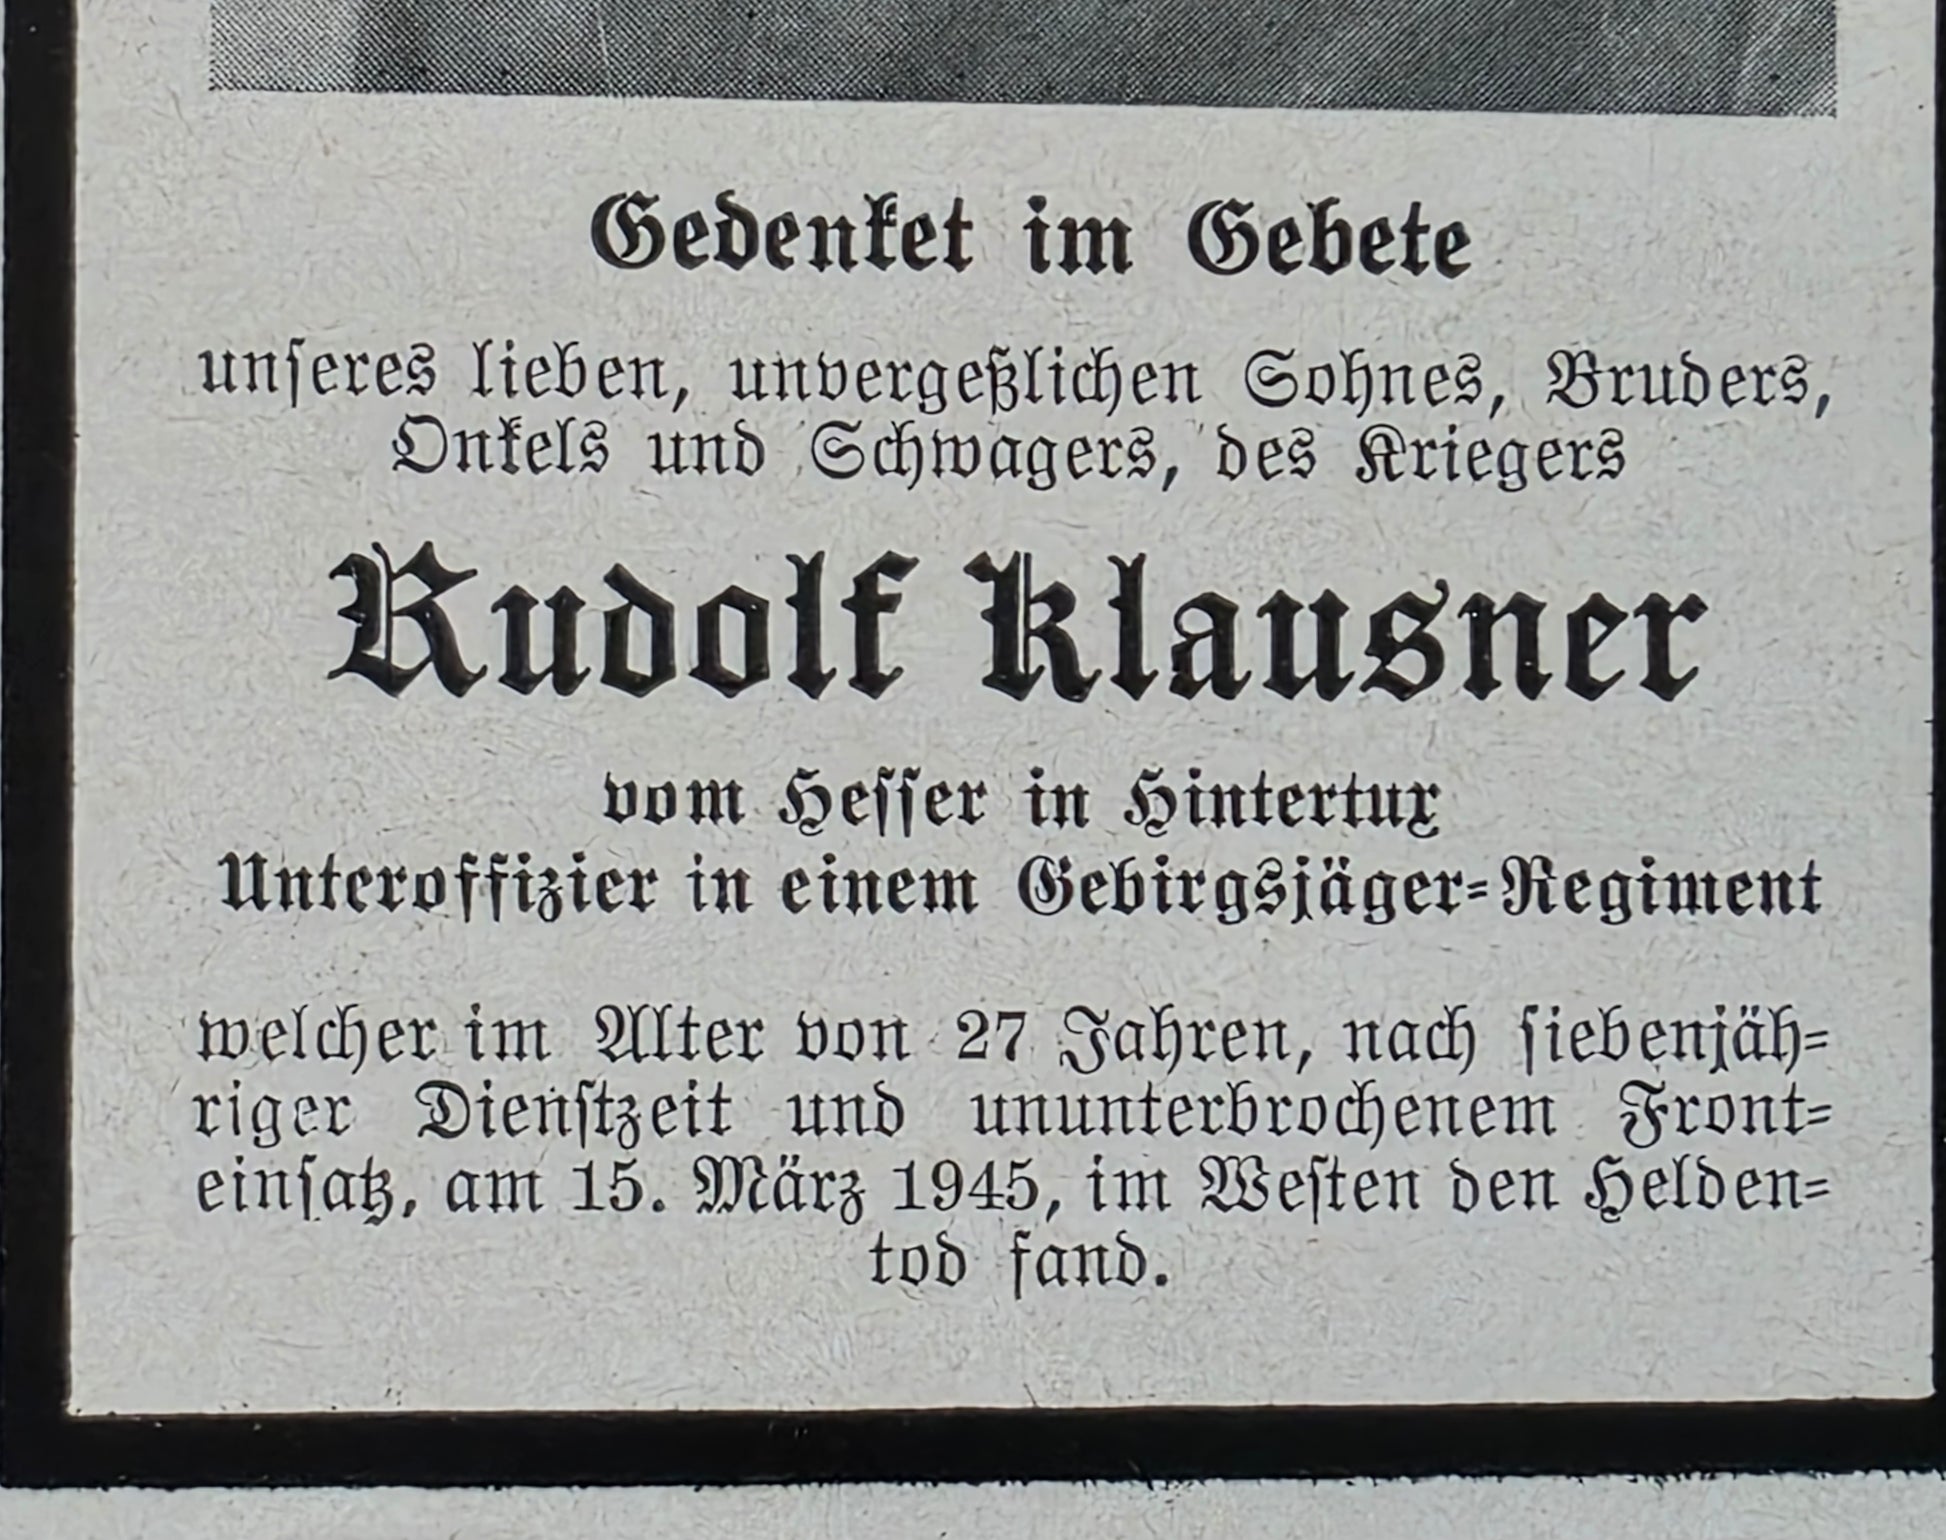 Gedenket im Gebete
unseres lieben, unvergeßlichen Sohnes, Bruders,
Onkels und Schwagers, des Kriegers
Rudolf Klausner
vom Hesser in Hintertux
Unteroffizier in einem Gebirgsjäger-Regiment
welcher im Alter von 27 Jahren, nach siebenjäh-
riger Dienstzeit und ununterbrochenem Front-
einsatz, am 15. März 1945, im Westen den Helden-
tod fand.